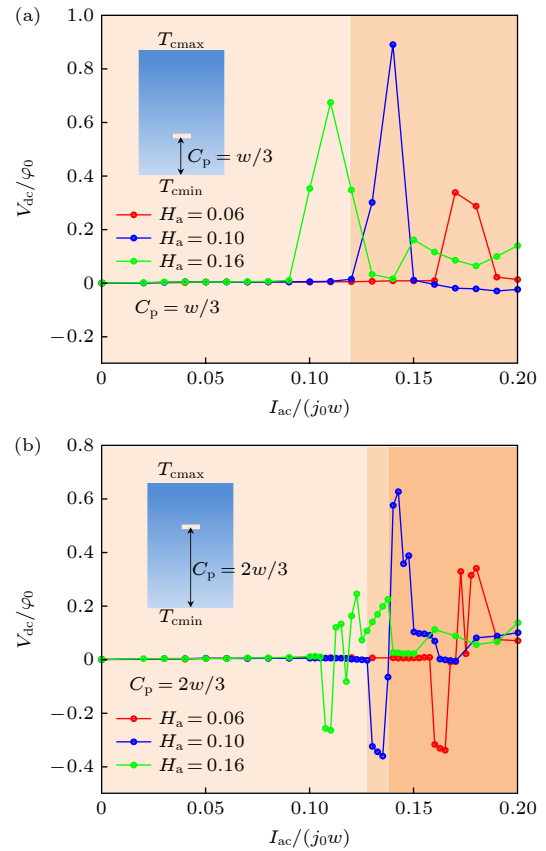 (a)
1.0
0.8
0.6
0.4
0.2
0
−0.2
V_dc/φ_0
T_cmax
C_p = w/3
T_cmin
H_a = 0.06
H_a = 0.10
H_a = 0.16
C_p = w/3
0 0.05 0.10 0.15 0.20
I_ac/(j_0w)
(b)
0.8
0.6
0.4
0.2
0
−0.2
−0.4
V_dc/φ_0
T_cmax
C_p = 2w/3
T_cmin
C_p = 2w/3
H_a = 0.06
H_a = 0.10
H_a = 0.16
0 0.05 0.10 0.15 0.20
I_ac/(j_0w)